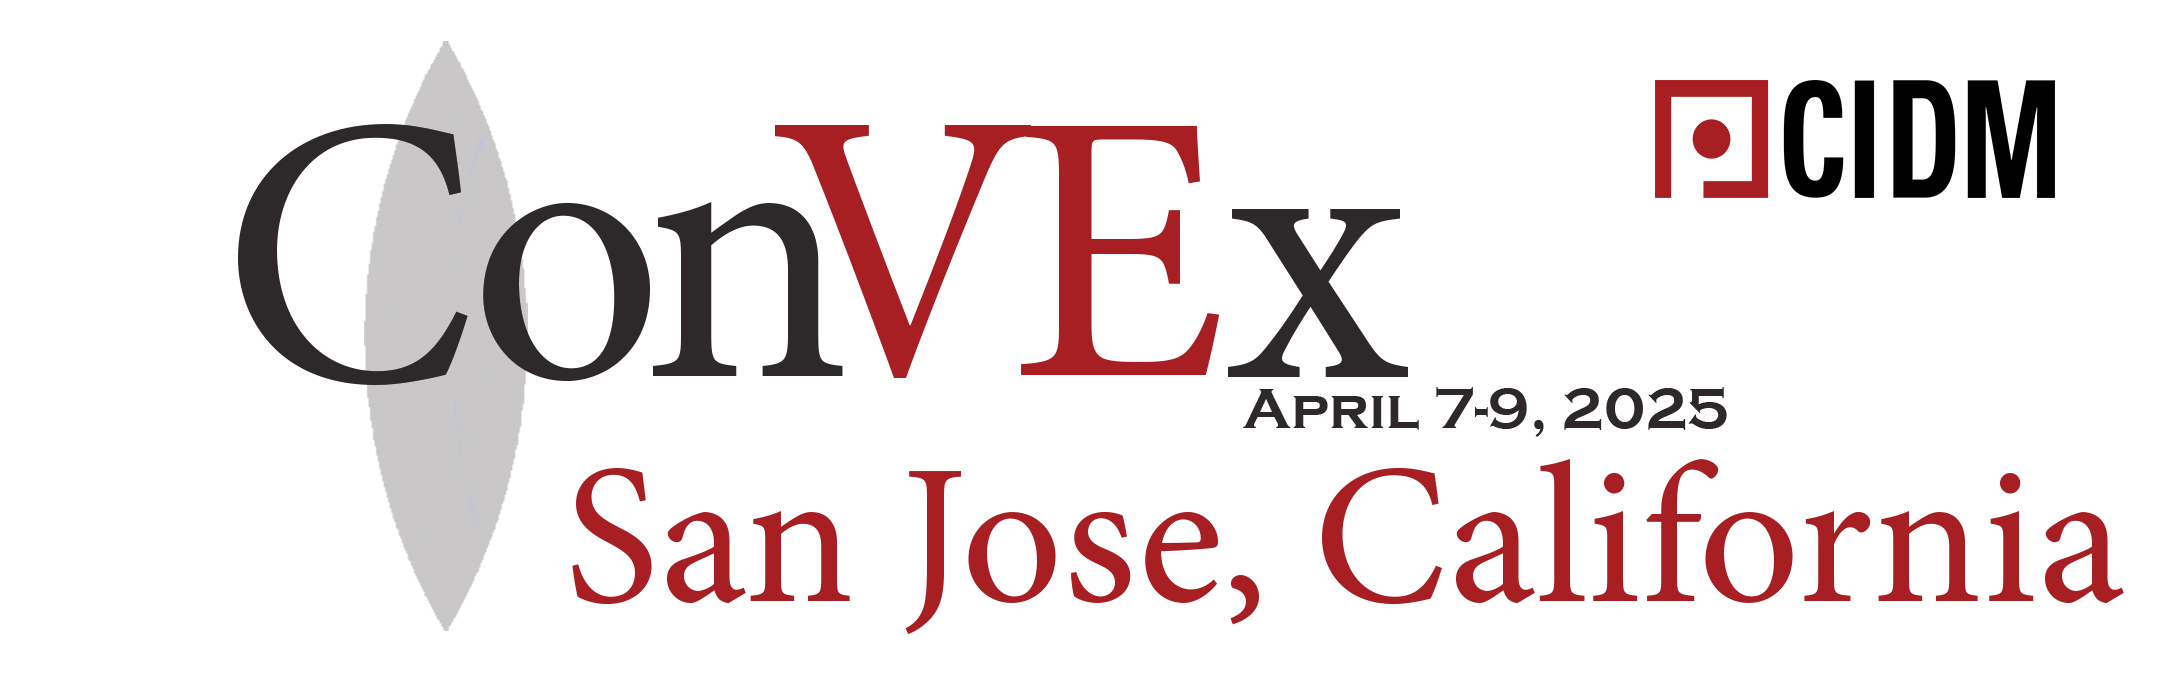 CIDM
ConVEx
April 7-9, 2025
San Jose, California